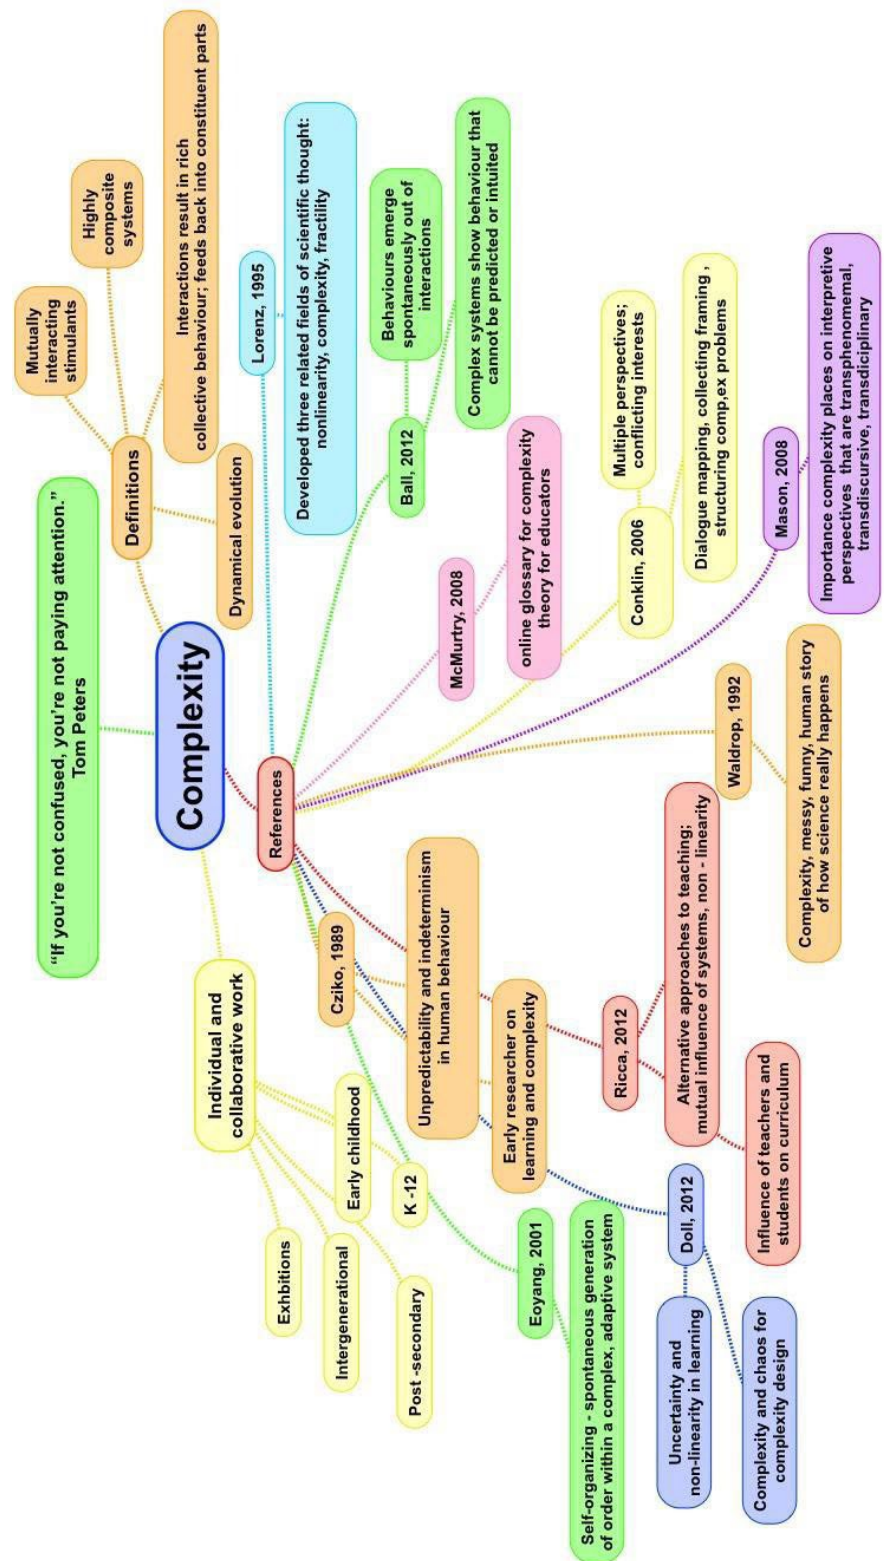 “If you're not confused, you're not paying attention.”
Tom Peters
Complexity
Definitions
Mutually
interacting
stimulants
Highly
composite
systems
Interactions result in rich
collective behaviour; feeds back into constituent parts
Dynamical evolution
Individual and
collaborative work
Exhbitions
Intergenerational
Post -secondary
Early childhood
K -12
References
Lorenz, 1995
Developed three related fields of scientific thought:
nonlinearity, complexity, fractility
Ball, 2012
Behaviours emerge
spontaneously out of
interactions
Complex systems show behaviour that
cannot be predicted or intuited
McMurtry, 2008
online glossary for complexity
theory for educators
Conklin, 2006
Multiple perspectives;
conflicting interests
Dialogue mapping, collecting framing ,
structuring comp,ex problems
Mason, 2008
Importance complexity places on interpretive
perspectives that are transphenomemal,
transdiscursive, transdiciplinary
Waldrop, 1992
Complexity, messy, funny, human story
of how science really happens
Cziko, 1989
Unpredictability and indeterminism
in human behaviour
Early researcher on
learning and complexity
Ricca, 2012
Alternative approaches to teaching;
mutual influence of systems, non - linearity
Influence of teachers and
students on curriculum
Eoyang, 2001
Self-organizing - spontaneous generation
of order within a complex, adaptive system
Doll, 2012
Uncertainty and
non-linearity in learning
Complexity and chaos for
complexity design